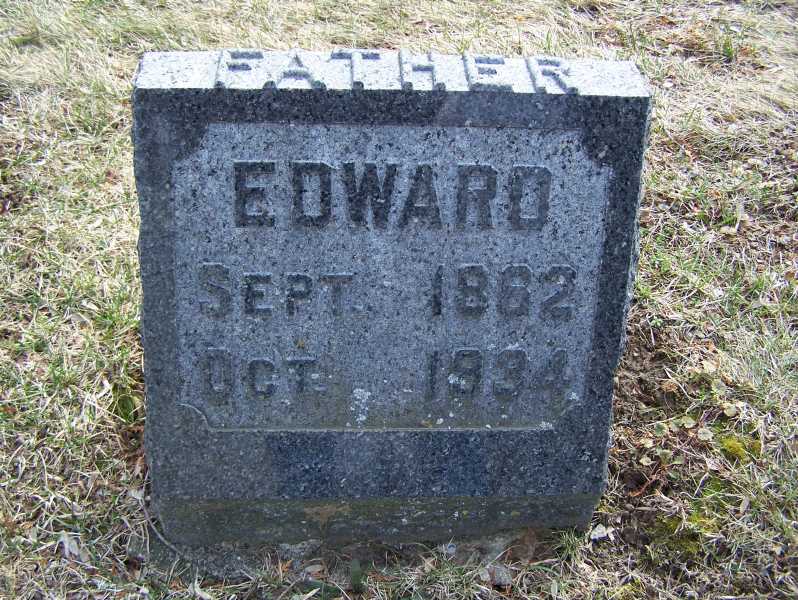 FATHER
EDWARD
SEPT. 1862
OCT. 1934